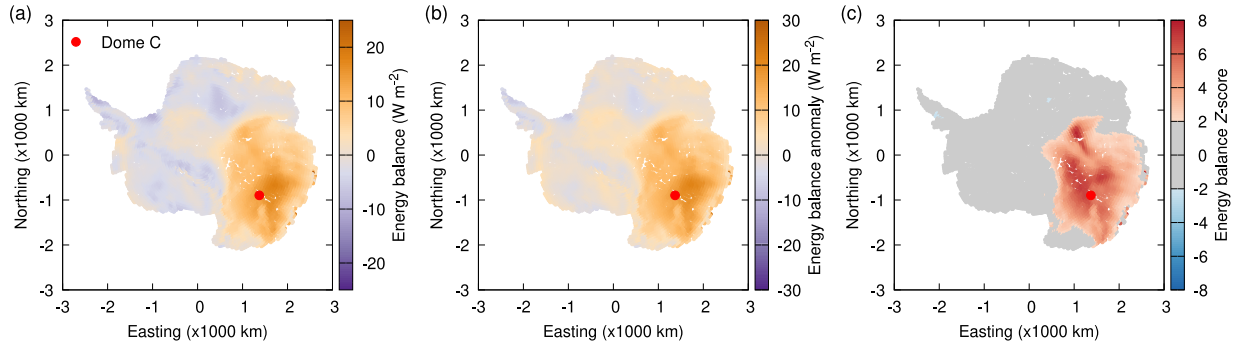 (a)
Dome C
Northing (x1000 km)
3
2
1
0
-1
-2
-3
-3 -2 -1 0 1 2 3
Easting (x1000 km)
20
10
0
-10
-20
Energy balance (W m⁻²)
(b)
Northing (x1000 km)
3
2
1
0
-1
-2
-3
-3 -2 -1 0 1 2 3
Easting (x1000 km)
30
20
10
0
-10
-20
-30
Energy balance anomaly (W m⁻²)
(c)
Northing (x1000 km)
3
2
1
0
-1
-2
-3
-3 -2 -1 0 1 2 3
Easting (x1000 km)
8
6
4
2
0
-2
-4
-6
-8
Energy balance Z-score